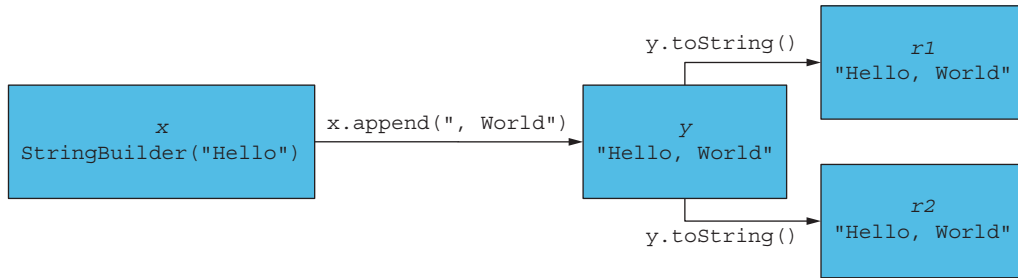 x
StringBuilder("Hello")
x.append(", World")
y
"Hello, World"
y.toString()
r1
"Hello, World"
y.toString()
r2
"Hello, World"